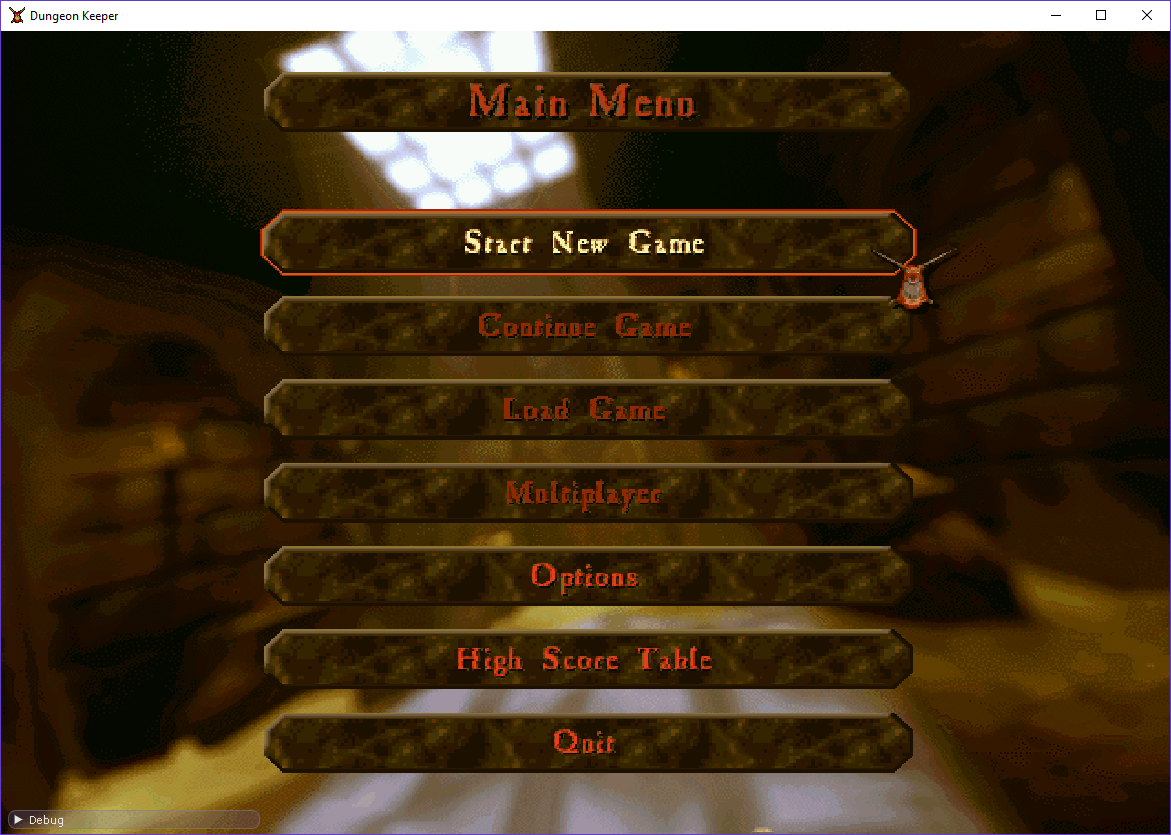 Dungeon Keeper
Main Menu
Start New Game
Continue Game
Load Game
Multiplayer
Options
High Score Table
Quit
Debug